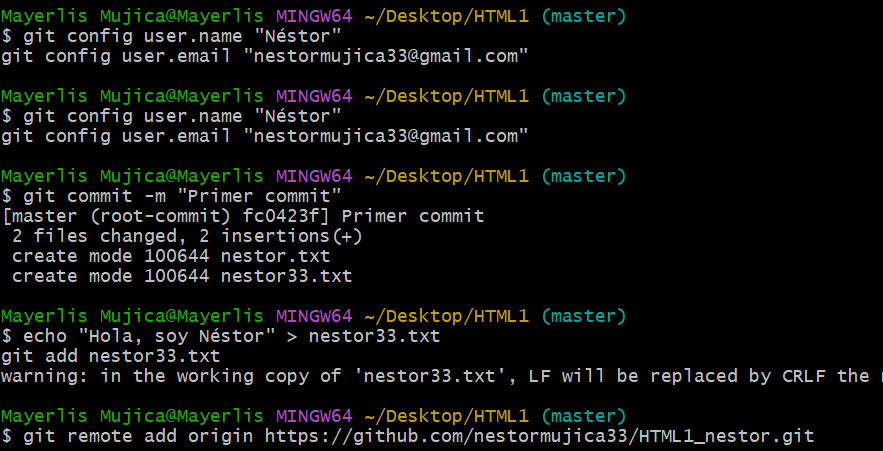 Mayerlis Mujica@Mayerlis MINGW64 ~/Desktop/HTML1 (master)
$ git config user.name "Néstor"
git config user.email "nestormujica33@gmail.com"
Mayerlis Mujica@Mayerlis MINGW64 ~/Desktop/HTML1 (master)
$ git config user.name "Néstor"
git config user.email "nestormujica33@gmail.com"
Mayerlis Mujica@Mayerlis MINGW64 ~/Desktop/HTML1 (master)
$ git commit -m "Primer commit"
[master (root-commit) fc0423f] Primer commit
 2 files changed, 2 insertions(+)
 create mode 100644 nestor.txt
 create mode 100644 nestor33.txt
Mayerlis Mujica@Mayerlis MINGW64 ~/Desktop/HTML1 (master)
$ echo "Hola, soy Néstor" > nestor33.txt
git add nestor33.txt
warning: in the working copy of 'nestor33.txt', LF will be replaced by CRLF the
Mayerlis Mujica@Mayerlis MINGW64 ~/Desktop/HTML1 (master)
$ git remote add origin https://github.com/nestormujica33/HTML1_nestor.git